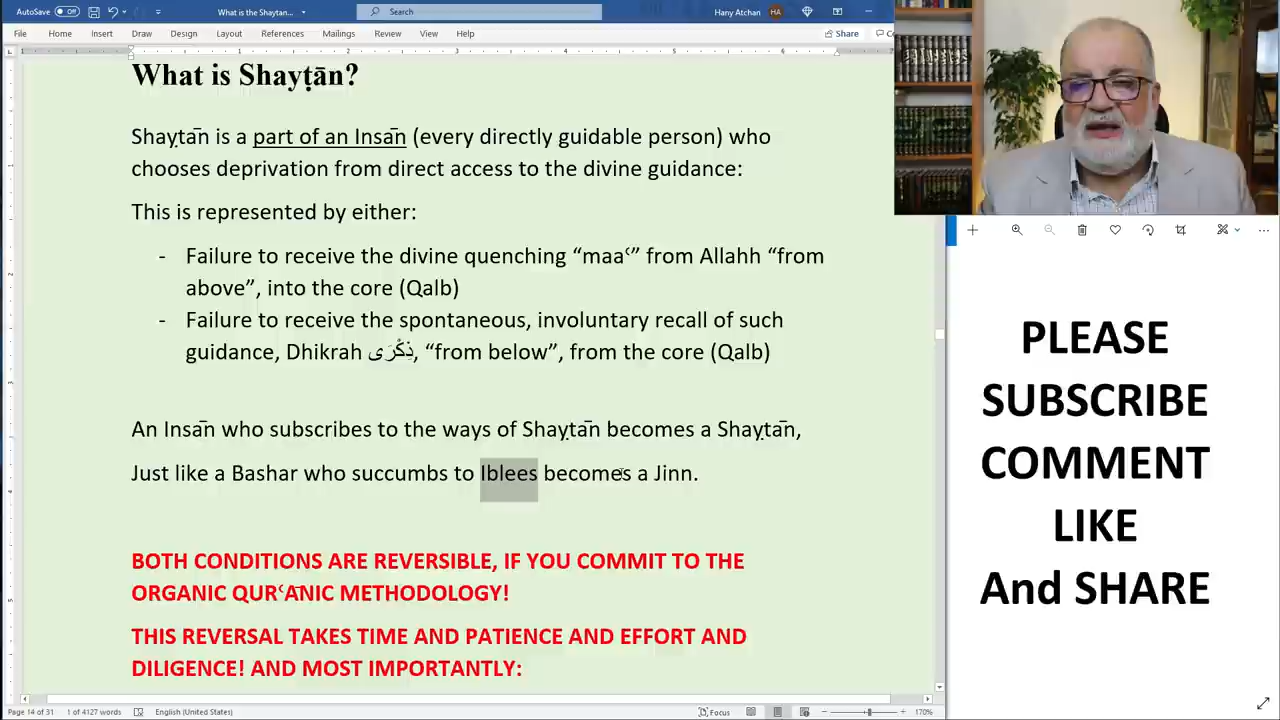 AutoSave Off
What is the Shaytan...
Search
Hany Atchan HA
File Home Insert Draw Design Layout References Mailings Review View Help
Share
What is Shayṭān?
Shayṭān is a part of an Insān (every directly guidable person) who
chooses deprivation from direct access to the divine guidance:
This is represented by either:
- Failure to receive the divine quenching “maaʿ” from Allahh “from
above”, into the core (Qalb)
- Failure to receive the spontaneous, involuntary recall of such
guidance, Dhikrah ذِكْرَى, “from below”, from the core (Qalb)
An Insān who subscribes to the ways of Shayṭān becomes a Shayṭān,
Just like a Bashar who succumbs to Iblees becomes a Jinn.
BOTH CONDITIONS ARE REVERSIBLE, IF YOU COMMIT TO THE
ORGANIC QURʿĀNIC METHODOLOGY!
THIS REVERSAL TAKES TIME AND PATIENCE AND EFFORT AND
DILIGENCE! AND MOST IMPORTANTLY:
PLEASE
SUBSCRIBE
COMMENT
LIKE
And SHARE
Page 14 of 31 1 of 4127 words English (United States)
Focus
170%